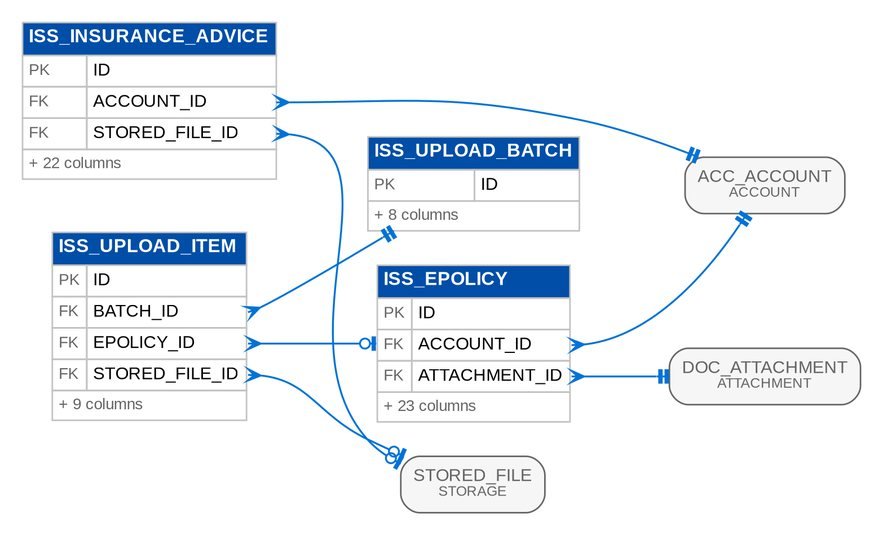 ISS_INSURANCE_ADVICE
PK ID
FK ACCOUNT_ID
FK STORED_FILE_ID
+ 22 columns
ISS_UPLOAD_BATCH
PK ID
+ 8 columns
ACC_ACCOUNT
ACCOUNT
ISS_UPLOAD_ITEM
PK ID
FK BATCH_ID
FK EPOLICY_ID
FK STORED_FILE_ID
+ 9 columns
ISS_EPOLICY
PK ID
FK ACCOUNT_ID
FK ATTACHMENT_ID
+ 23 columns
DOC_ATTACHMENT
ATTACHMENT
STORED_FILE
STORAGE